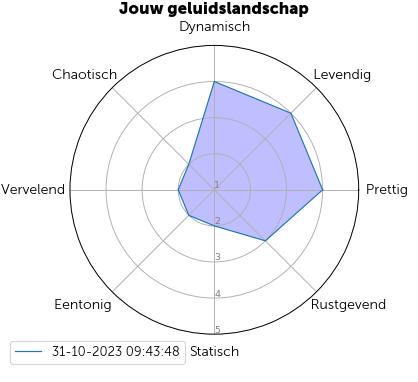 Jouw geluidslandschap
Dynamisch
Chaotisch
Levendig
Vervelend
1
Prettig
2
3
Eentonig
4
Rustgevend
5
31-10-2023 09:43:48
Statisch